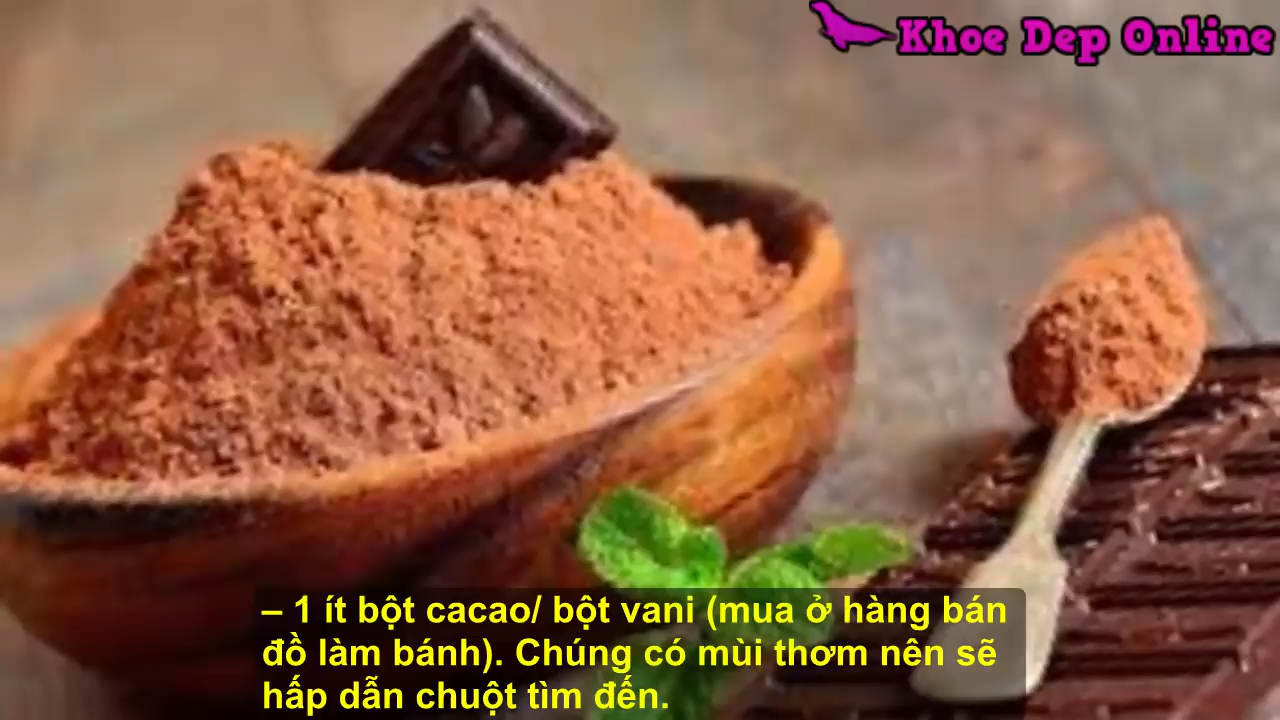 Khoe Dep Online
– 1 ít bột cacao/ bột vani (mua ở hàng bán
đồ làm bánh). Chúng có mùi thơm nên sẽ
hấp dẫn chuột tìm đến.